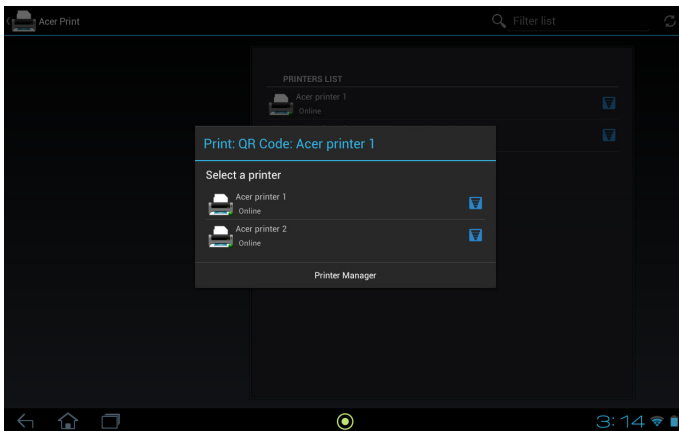 Acer Print
Filter list
PRINTERS LIST
Acer printer 1
Online
Print: QR Code: Acer printer 1
Select a printer
Acer printer 1
Online
Acer printer 2
Online
Printer Manager
3:14